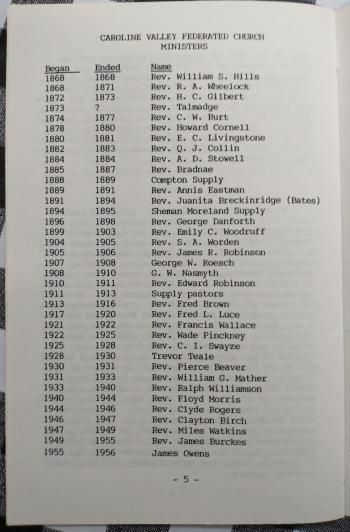 CAROLINE VALLEY FEDERATED CHURCH
MINISTERS
Began Ended Name
1868 1868 Rev. William S. Hills
1868 1871 Rev. R. A. Wheelock
1872 1873 Rev. H. C. Gilbert
1873 ? Rev. Talmadge
1874 1877 Rev. C. W. Burt
1878 1880 Rev. Howard Cornell
1880 1881 Rev. E. C. Livingstone
1882 1883 Rev. Q. J. Collin
1884 1884 Rev. A. D. Stowell
1885 1887 Rev. Bradnae
1888 1889 Compton Supply
1889 1891 Rev. Annis Eastman
1891 1894 Rev. Juanita Breckinridge (Bates)
1894 1895 Sheman Moreland Supply
1896 1898 Rev. George Danforth
1899 1903 Rev. Emily C. Woodruff
1904 1905 Rev. S. A. Worden
1905 1906 Rev. James R. Robinson
1907 1908 George W. Roesch
1908 1910 G. W. Nasmyth
1910 1911 Rev. Edward Robinson
1911 1913 Supply pastors
1913 1916 Rev. Fred Brown
1917 1920 Rev. Fred L. Luce
1921 1922 Rev. Francis Wallace
1922 1925 Rev. Wade Pinckney
1925 1928 Rev. C. I. Swayze
1928 1930 Trevor Teale
1930 1931 Rev. Pierce Beaver
1931 1933 Rev. William G. Mather
1933 1940 Rev. Ralph Williamson
1940 1944 Rev. Floyd Morris
1944 1946 Rev. Clyde Rogers
1946 1947 Rev. Clayton Birch
1947 1949 Rev. Miles Watkins
1949 1955 Rev. James Burckes
1955 1956 James Owens
- 5 -